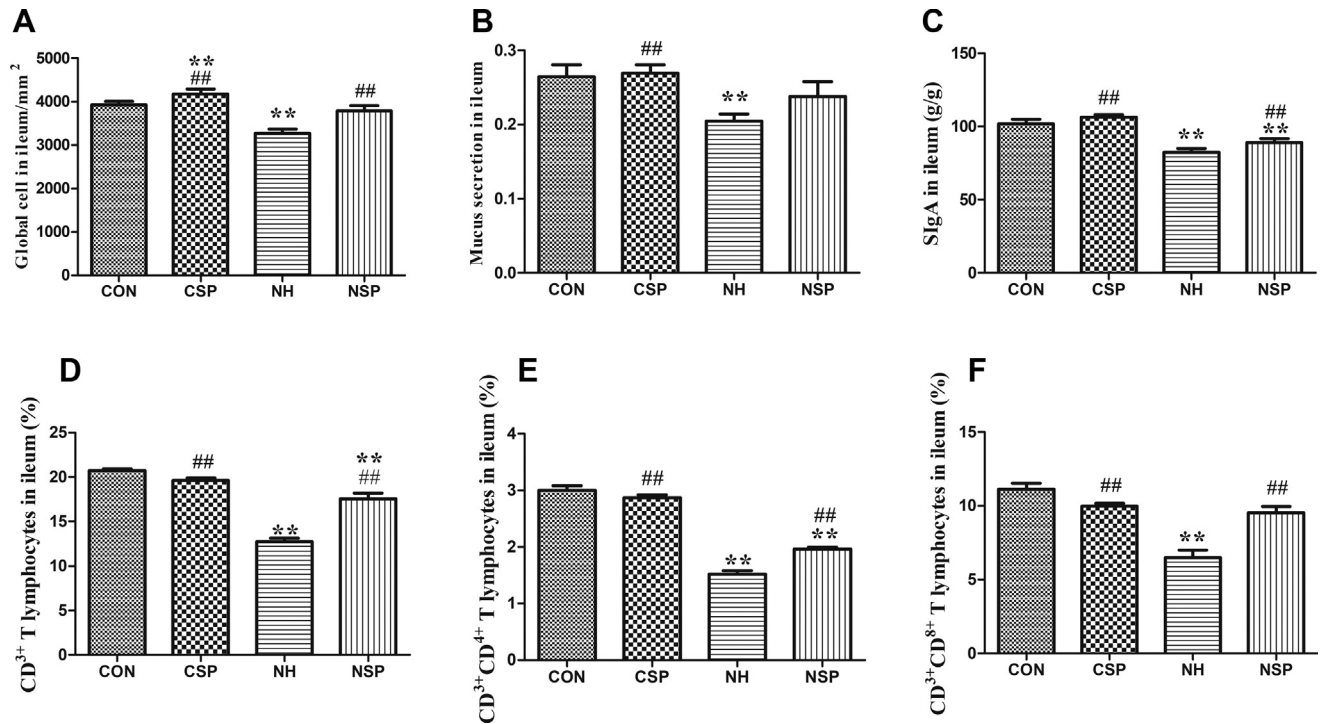 A
Global cell in ileum/mm²
5000
4000
3000
2000
1000
0
**
##
**
##
CON CSP NH NSP
B
Mucus secretion in ileum
0.3
0.2
0.1
0.0
##
**
CON CSP NH NSP
C
SIgA in ileum (g/g)
150
100
50
0
##
**
##
**
CON CSP NH NSP
D
CD³⁺ T lymphocytes in ileum (%)
25
20
15
10
5
0
##
**
**
##
CON CSP NH NSP
E
CD³⁺CD⁴⁺ T lymphocytes in ileum (%)
4
3
2
1
0
##
**
##
**
CON CSP NH NSP
F
CD³⁺CD⁸⁺ T lymphocytes in ileum (%)
15
10
5
0
##
**
##
CON CSP NH NSP